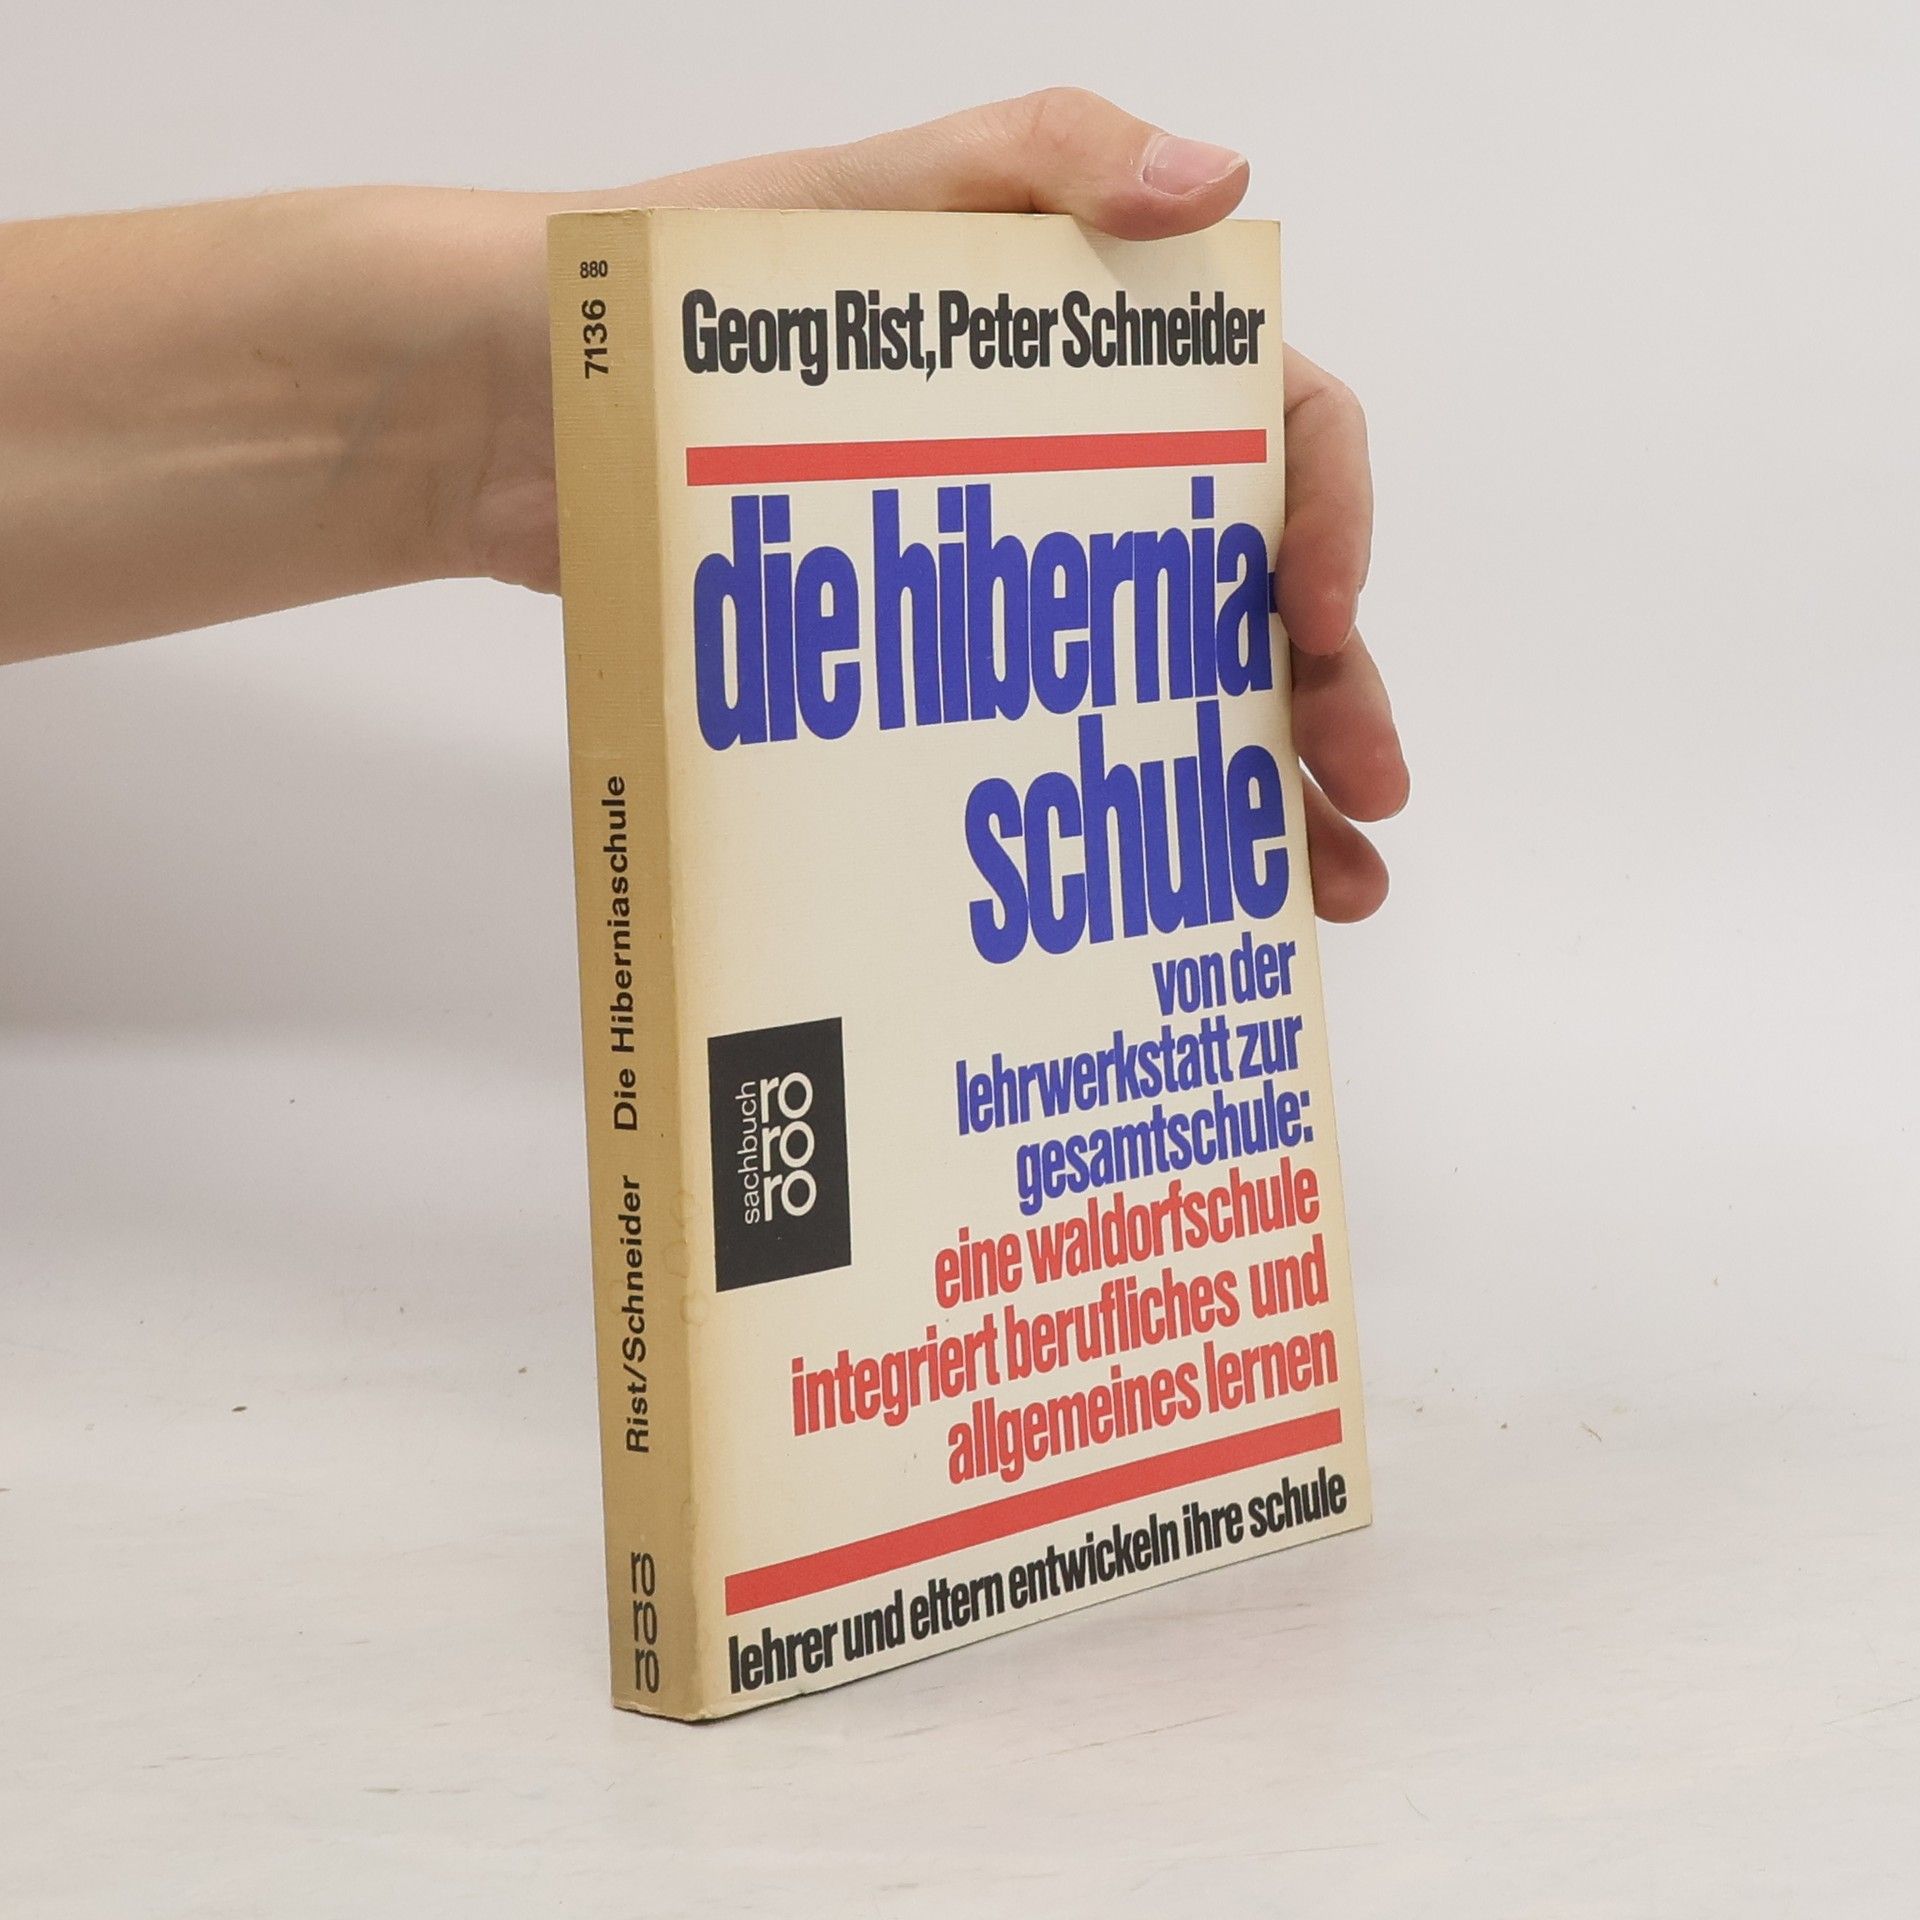 880
7136
Rist/Schneider Die Hiberniaschule
ro
ro
ro
Georg Rist, Peter Schneider
die hibernia-
schule
von der
lehrwerkstatt zur
gesamtschule:
eine waldorfschule
integriert berufliches und
allgemeines lernen
sachbuch
ro
ro
ro
lehrer und eltern entwickeln ihre schule